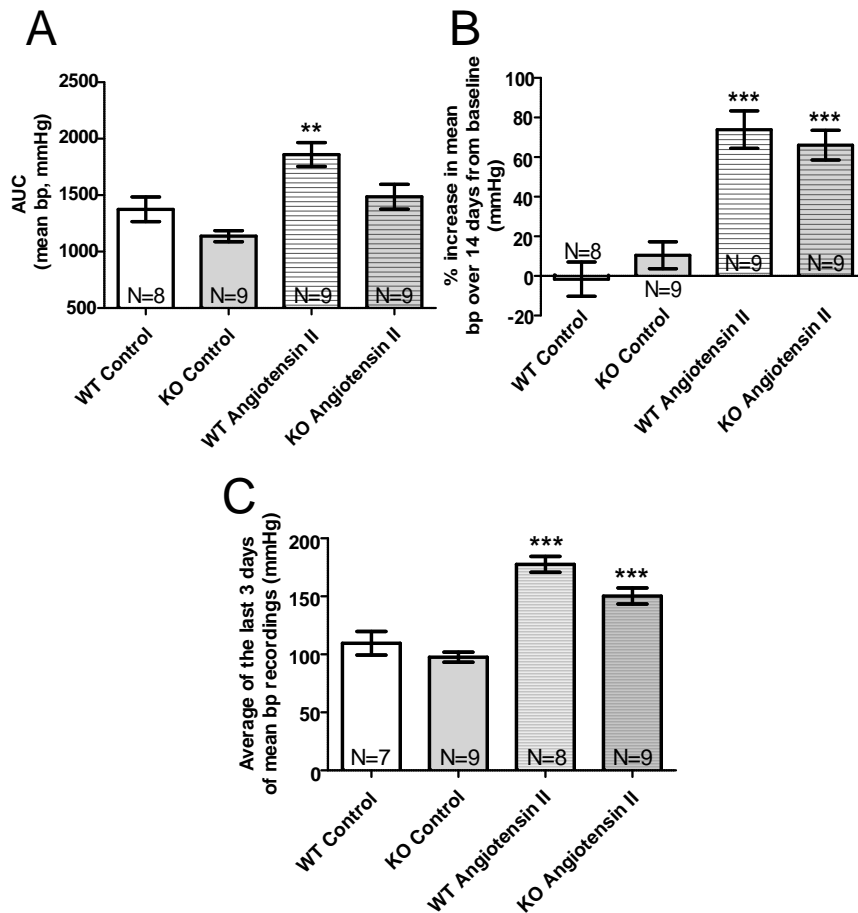 A
AUC
(mean bp, mmHg)
2500
2000
1500
1000
500
**
N=8
N=9
N=9
N=9
WT Control
KO Control
WT Angiotensin II
KO Angiotensin II
B
% increase in mean
bp over 14 days from baseline
(mmHg)
100
80
60
40
20
0
-20
***
***
N=8
N=9
N=9
N=9
WT Control
KO Control
WT Angiotensin II
KO Angiotensin II
C
Average of the last 3 days
of mean bp recordings (mmHg)
200
150
100
50
0
***
***
N=7
N=9
N=8
N=9
WT Control
KO Control
WT Angiotensin II
KO Angiotensin II